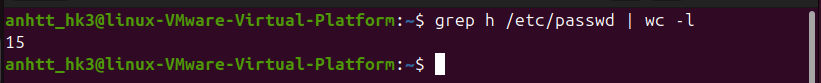 anhtt_hk3@linux-VMware-Virtual-Platform:~$ grep h /etc/passwd | wc -l
15
anhtt_hk3@linux-VMware-Virtual-Platform:~$